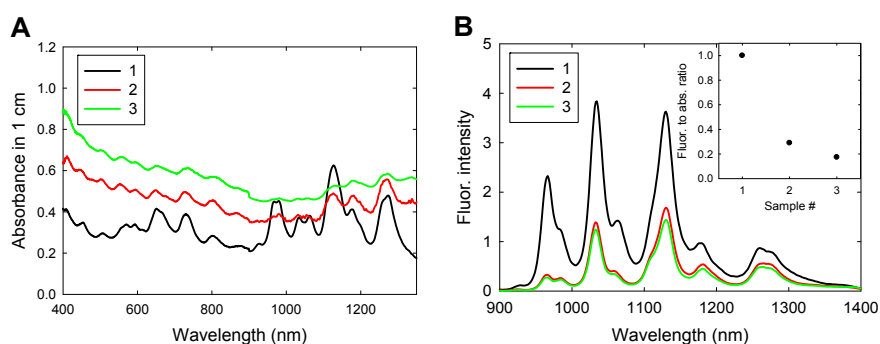 A
Absorbance in 1 cm
1.2
1.0
0.8
0.6
0.4
0.2
0.0
1
2
3
400 600 800 1000 1200
Wavelength (nm)
B
Fluor. intensity
5
4
3
2
1
0
1
2
3
900 1000 1100 1200 1300 1400
Wavelength (nm)
Fluor. to abs. ratio
1.0
0.8
0.6
0.4
0.2
0.0
1 2 3
Sample #